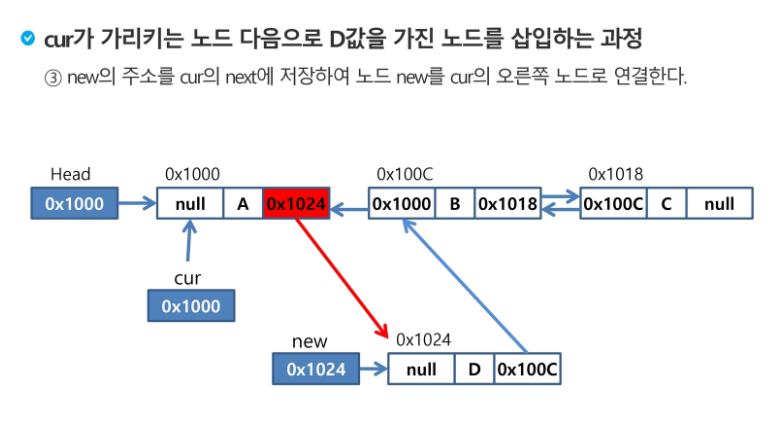 cur가 가리키는 노드 다음으로 D값을 가진 노드를 삽입하는 과정
③ new의 주소를 cur의 next에 저장하여 노드 new를 cur의 오른쪽 노드로 연결한다.
Head 0x1000 0x100C 0x1018
0x1000 null A 0x1024 0x1000 B 0x1018 0x100C C null
cur
0x1000
new 0x1024
0x1024 null D 0x100C